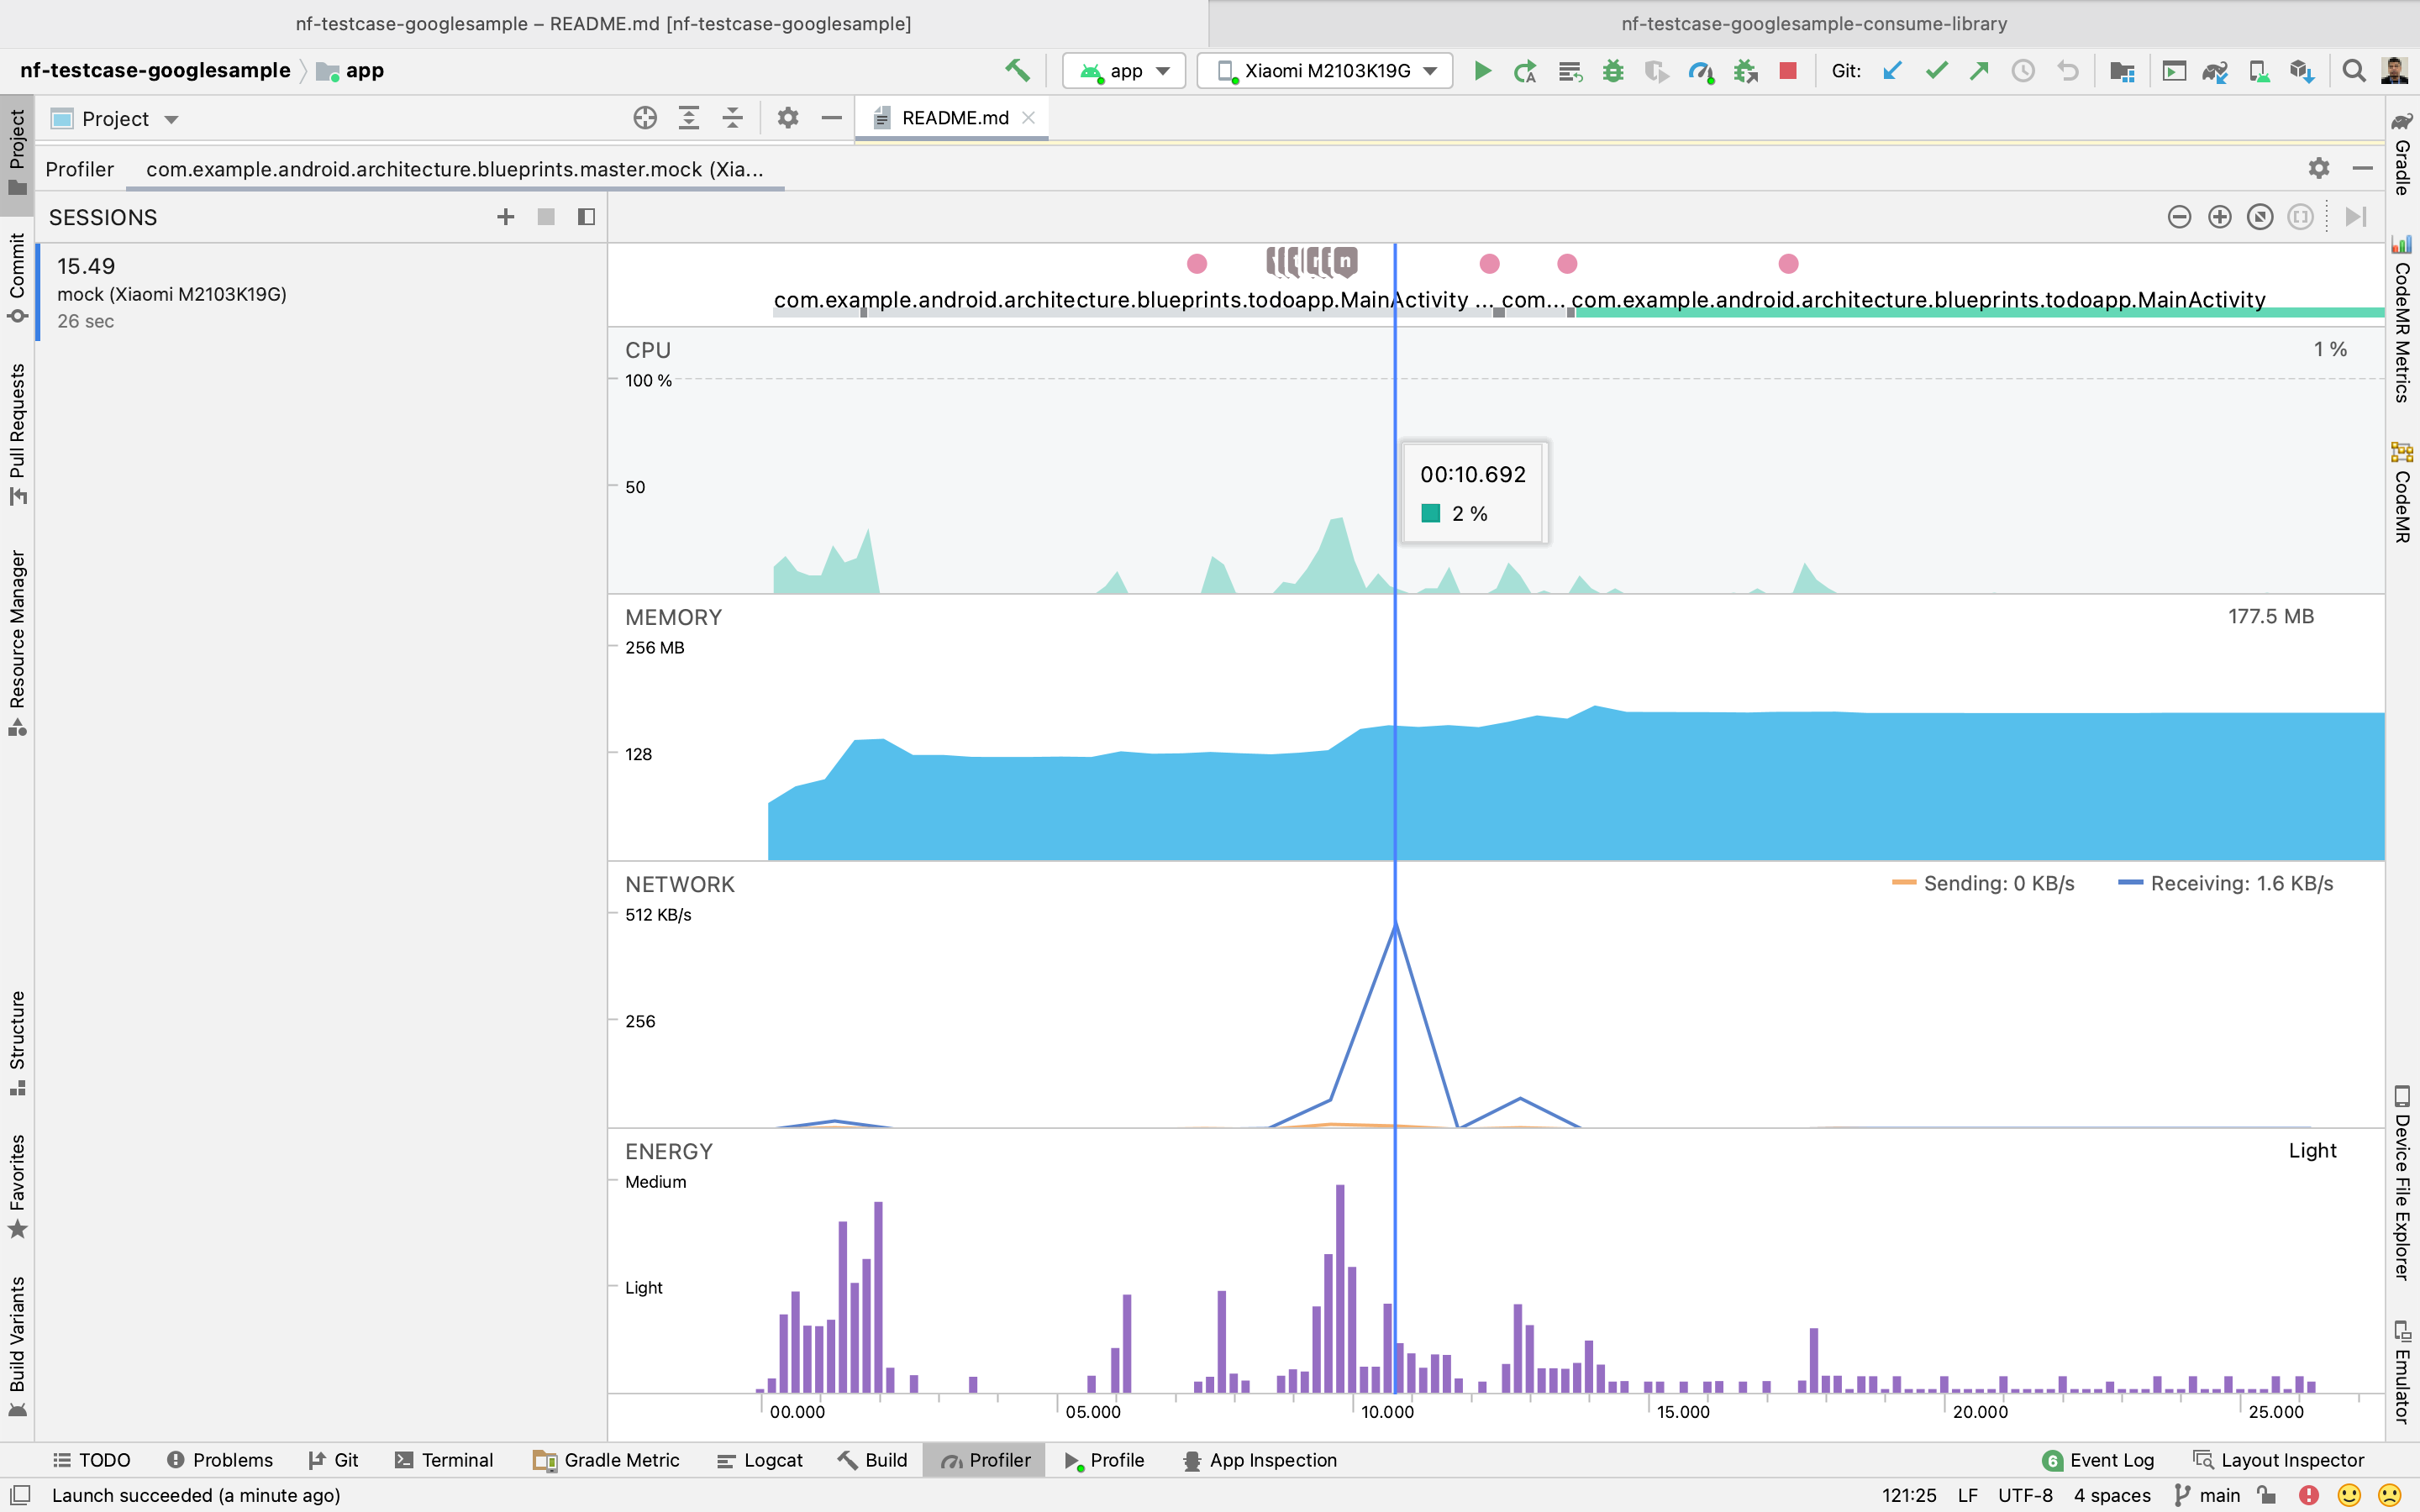 nf-testcase-googlesample – README.md [nf-testcase-googlesample]
nf-testcase-googlesample-consume-library
nf-testcase-googlesample
app
app
Xiaomi M2103K19G
Git:
Project
README.md
Profiler
com.example.android.architecture.blueprints.master.mock (Xia...
SESSIONS
15.49
mock (Xiaomi M2103K19G)
26 sec
Project
Commit
Pull Requests
Resource Manager
Structure
Favorites
Build Variants
n
com.example.android.architecture.blueprints.todoapp.MainActivity ... com... com.example.android.architecture.blueprints.todoapp.MainActivity
CPU
1 %
100 %
50
00:10.692
2 %
MEMORY
177.5 MB
256 MB
128
NETWORK
Sending: 0 KB/s
Receiving: 1.6 KB/s
512 KB/s
256
ENERGY
Light
Medium
Light
00.000
05.000
10.000
15.000
20.000
25.000
Gradle
CodeMR Metrics
CodeMR
Device File Explorer
Emulator
TODO
Problems
Git
Terminal
Gradle Metric
Logcat
Build
Profiler
Profile
App Inspection
6 Event Log
Layout Inspector
Launch succeeded (a minute ago)
121:25
LF
UTF-8
4 spaces
main